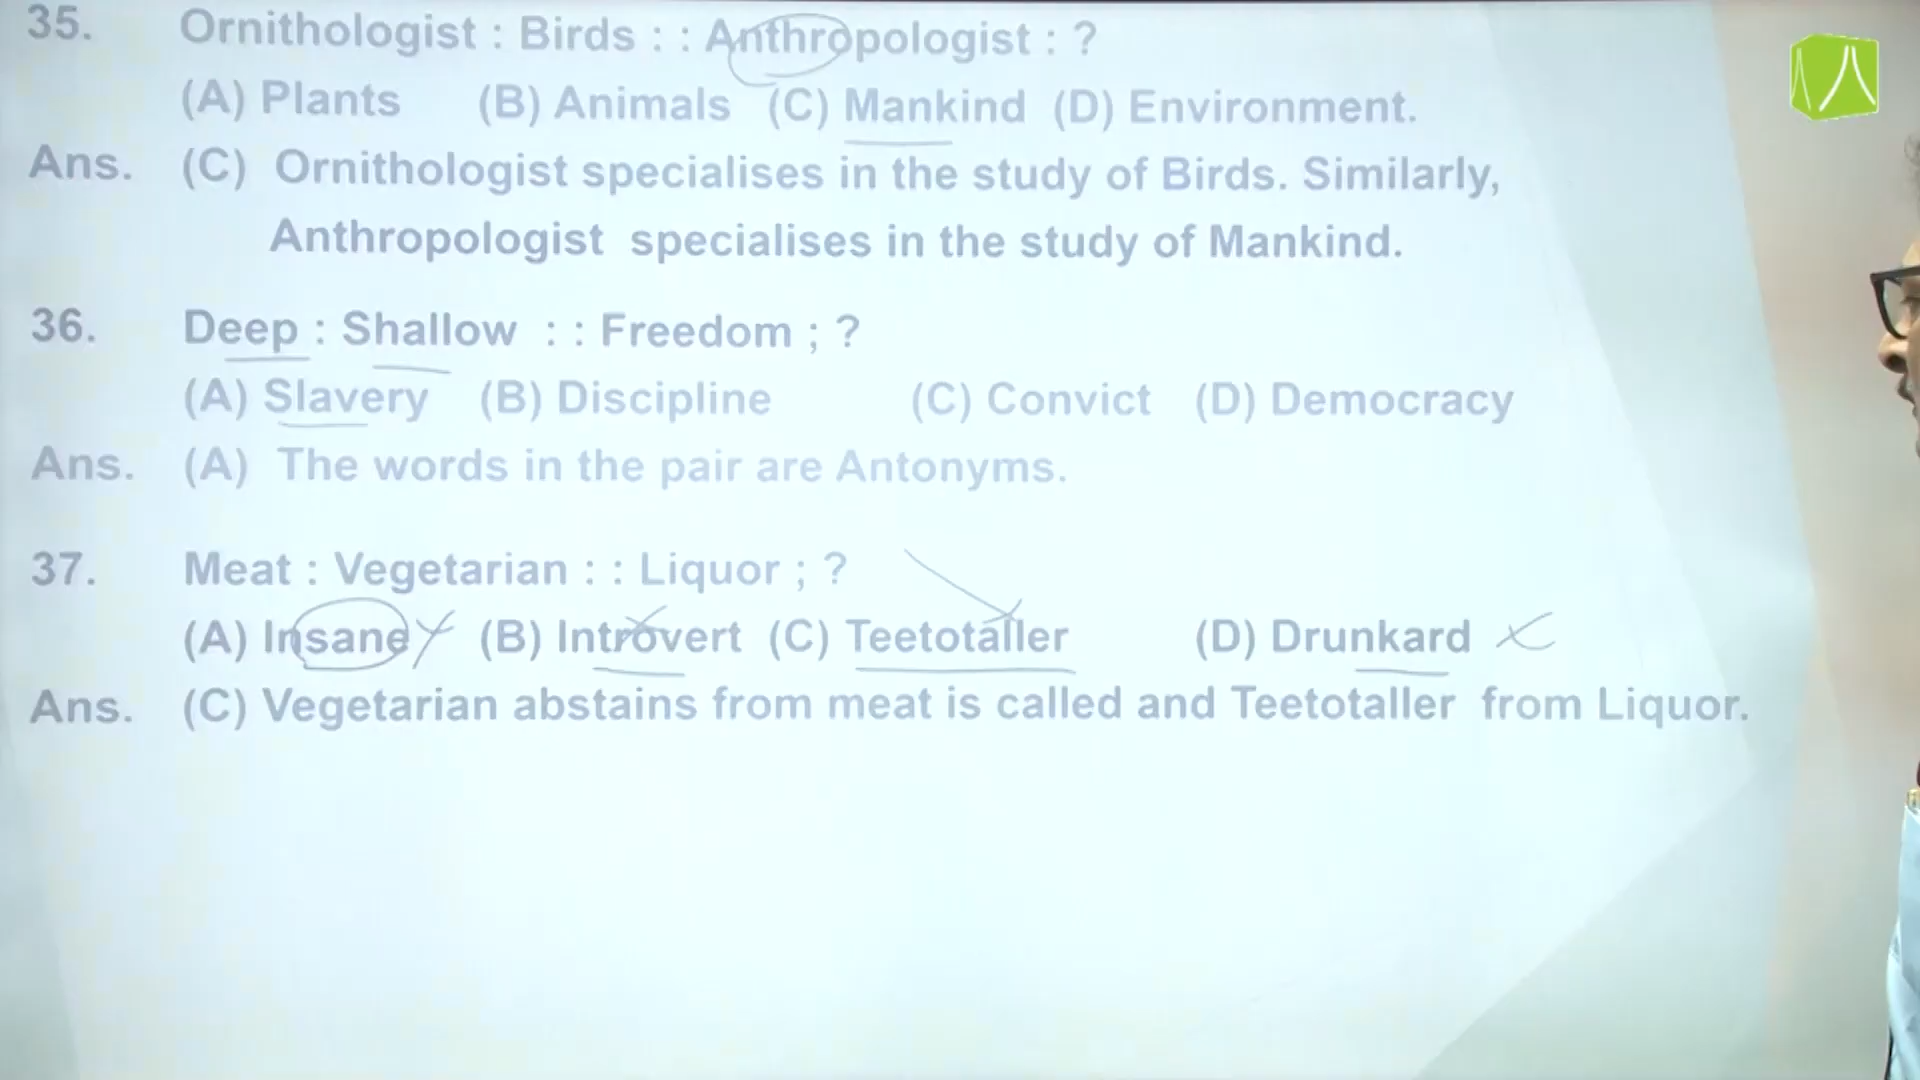 35. Ornithologist : Birds : : Anthropologist : ?
(A) Plants (B) Animals (C) Mankind (D) Environment.
Ans. (C) Ornithologist specialises in the study of Birds. Similarly,
Anthropologist specialises in the study of Mankind.
36. Deep : Shallow : : Freedom ; ?
(A) Slavery (B) Discipline (C) Convict (D) Democracy
Ans. (A) The words in the pair are Antonyms.
37. Meat : Vegetarian : : Liquor ; ?
(A) Insane (B) Introvert (C) Teetotaller (D) Drunkard
Ans. (C) Vegetarian abstains from meat is called and Teetotaller from Liquor.